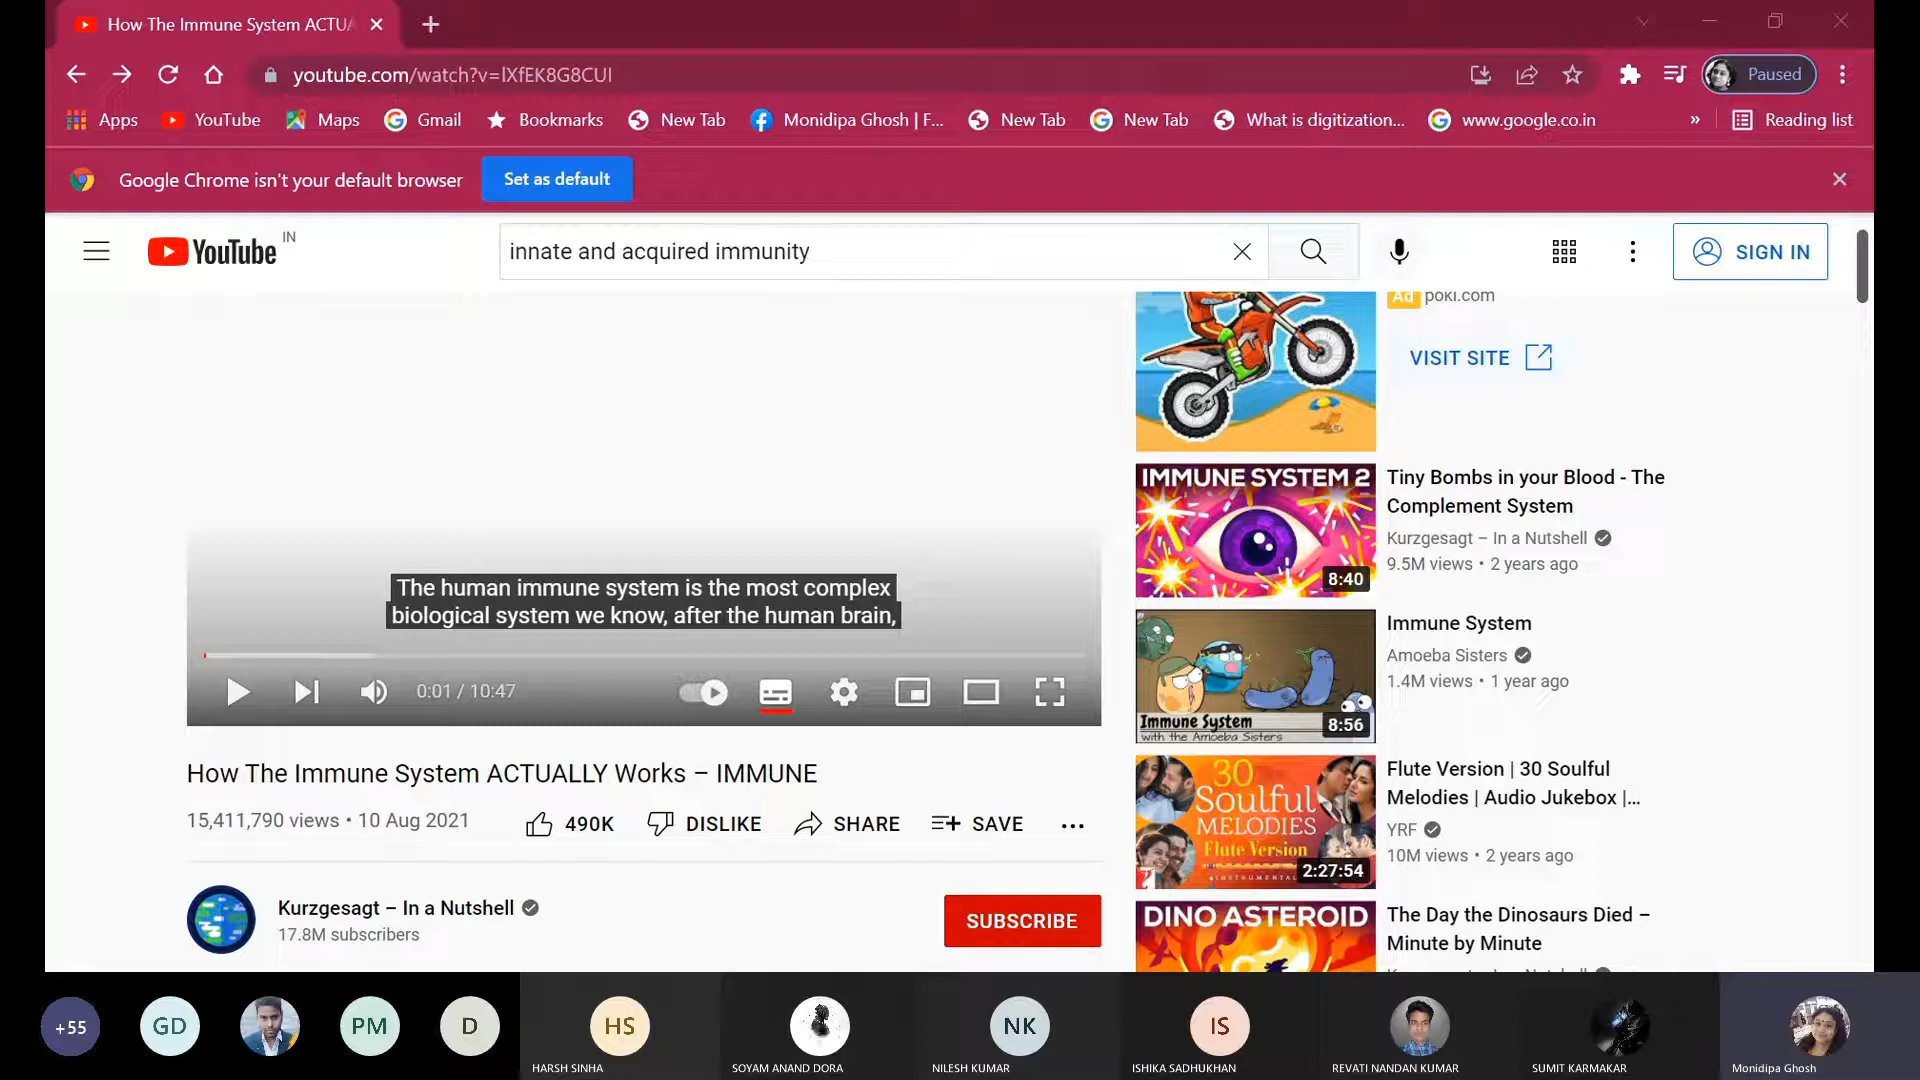 How The Immune System ACTUA
youtube.com/watch?v=lXfEK8G8CUI
Paused
Apps
YouTube
Maps
Gmail
Bookmarks
New Tab
Monidipa Ghosh | F...
New Tab
New Tab
What is digitization...
www.google.co.in
»
Reading list
Google Chrome isn't your default browser
Set as default
YouTube IN
innate and acquired immunity
SIGN IN
Ad poki.com
VISIT SITE
The human immune system is the most complex
biological system we know, after the human brain,
0:01 / 10:47
How The Immune System ACTUALLY Works – IMMUNE
15,411,790 views • 10 Aug 2021
490K
DISLIKE
SHARE
SAVE
Kurzgesagt – In a Nutshell
17.8M subscribers
SUBSCRIBE
IMMUNE SYSTEM 2
8:40
Tiny Bombs in your Blood - The
Complement System
Kurzgesagt – In a Nutshell
9.5M views • 2 years ago
Immune System
with the Amoeba Sisters
8:56
Immune System
Amoeba Sisters
1.4M views • 1 year ago
30
Soulful
MELODIES
Flute Version
INSTRUMENTAL
2:27:54
Flute Version | 30 Soulful
Melodies | Audio Jukebox |...
YRF
10M views • 2 years ago
DINO ASTEROID
The Day the Dinosaurs Died –
Minute by Minute
+55
GD
PM
D
HS
HARSH SINHA
SOYAM ANAND DORA
NK
NILESH KUMAR
IS
ISHIKA SADHUKHAN
REVATI NANDAN KUMAR
SUMIT KARMAKAR
Monidipa Ghosh